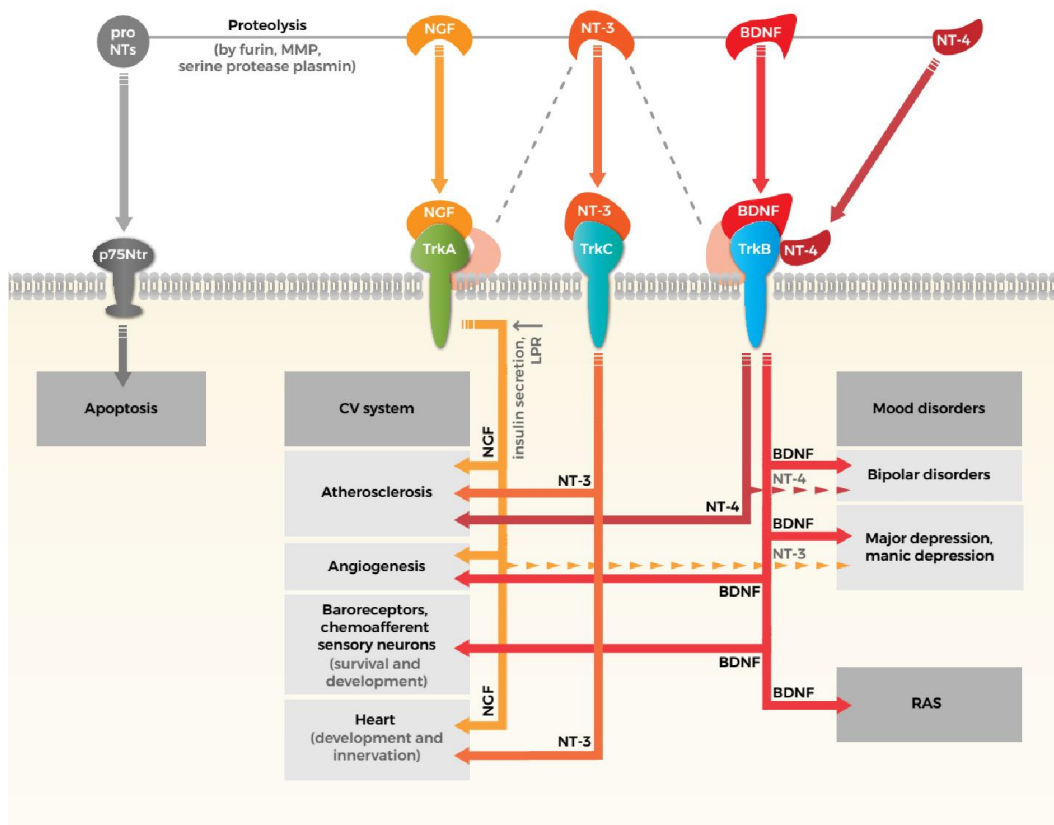 pro
NTs
Proteolysis
(by furin, MMP,
serine protease plasmin)
NGF
NT-3
BDNF
NT-4
p75Ntr
NGF
TrkA
NT-3
TrkC
BDNF
TrkB
NT-4
insulin secretion,
LPR
Apoptosis
CV system
Mood disorders
NGF
Atherosclerosis
NT-3
NT-4
BDNF
NT-4
Bipolar disorders
BDNF
Major depression,
manic depression
NT-3
Angiogenesis
BDNF
Baroreceptors,
chemoafferent
sensory neurons
(survival and
development)
BDNF
BDNF
RAS
NGF
Heart
(development and
innervation)
NT-3